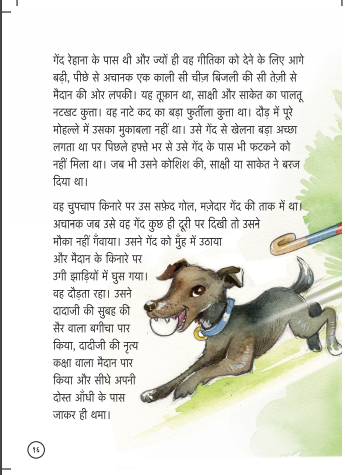 गेंद रेहाना के पास थी और ज्यों ही वह गीतिका को देने के लिए आगे
बढ़ी, पीछे से अचानक एक काली सी चीज़ बिजली की सी तेज़ी से
मैदान की ओर लपकी। यह तूफ़ान था, साक्षी और साकेत का पालतू
नटखट कुत्ता। वह नाटे कद का बड़ा फुर्तीला कुत्ता था। दौड़ में पूरे
मोहल्ले में उसका मुकाबला नहीं था। उसे गेंद से खेलना बड़ा अच्छा
लगता था पर पिछले हफ्ते भर से उसे गेंद के पास भी फटकने को
नहीं मिला था। जब भी उसने कोशिश की, साक्षी या साकेत ने बरज
दिया था।
वह चुपचाप किनारे पर उस सफ़ेद गोल, मज़ेदार गेंद की ताक में था।
अचानक जब उसे वह गेंद कुछ ही दूरी पर दिखी तो उसने
मौका नहीं गँवाया। उसने गेंद को मुँह में उठाया
और मैदान के किनारे पर
उगी झाड़ियों में घुस गया।
वह दौड़ता रहा। उसने
दादाजी की सुबह की
सैर वाला बगीचा पार
किया, दादीजी की नृत्य
कक्षा वाला मैदान पार
किया और सीधे अपनी
दोस्त आँधी के पास
जाकर ही थमा।
१६